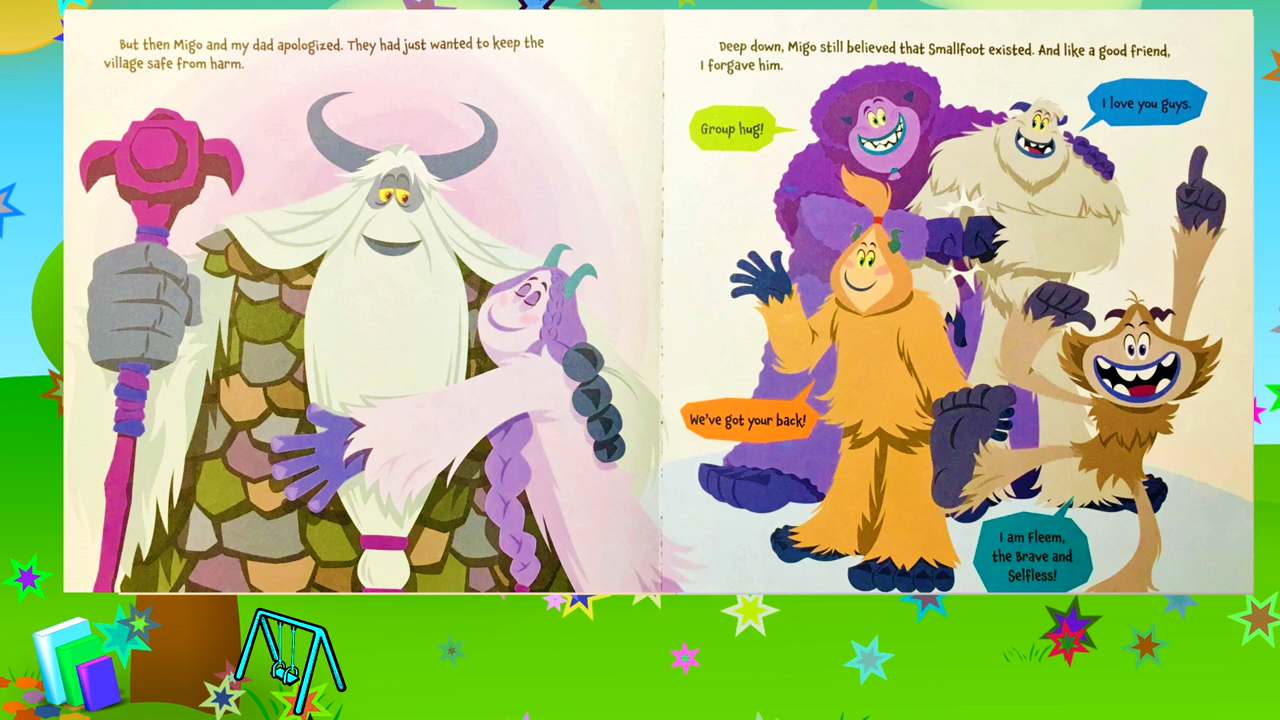 But then Migo and my dad apologized. They had just wanted to keep the
village safe from harm.
Deep down, Migo still believed that Smallfoot existed. And like a good friend,
I forgave him.
Group hug!
I love you guys.
We've got your back!
I am Fleem,
the Brave and
Selfless!